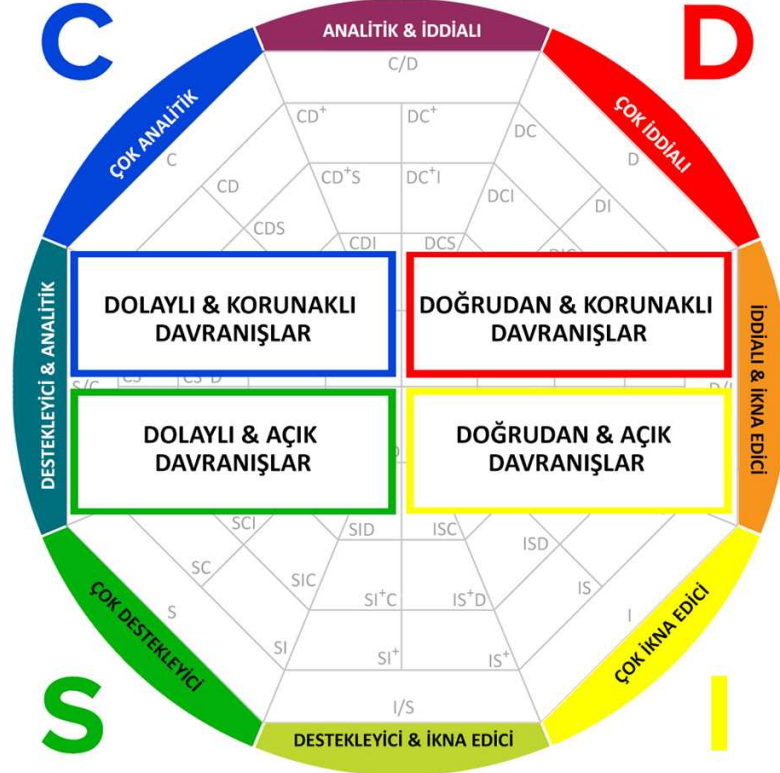 C
D
ANALİTİK & İDDİALI
C/D
ÇOK ANALİTİK
ÇOK İDDİALI
CD+
DC+
DC
C
D
CD
CD+S
DC+I
DCI
DI
CDS
CDI
DCS
DOLAYLI & KORUNAKLI
DAVRANIŞLAR
DOĞRUDAN & KORUNAKLI
DAVRANIŞLAR
DESTEKLEYİCİ & ANALİTİK
İDDİALI & İKNA EDİCİ
S/C
DOLAYLI & AÇIK
DAVRANIŞLAR
DOĞRUDAN & AÇIK
DAVRANIŞLAR
SCI
SID
ISC
ISD
SC
SIC
IS
S
SI+C
IS+D
I
SI
SI+
IS+
ÇOK DESTEKLEYİCİ
ÇOK İKNA EDİCİ
I/S
S
I
DESTEKLEYİCİ & İKNA EDİCİ